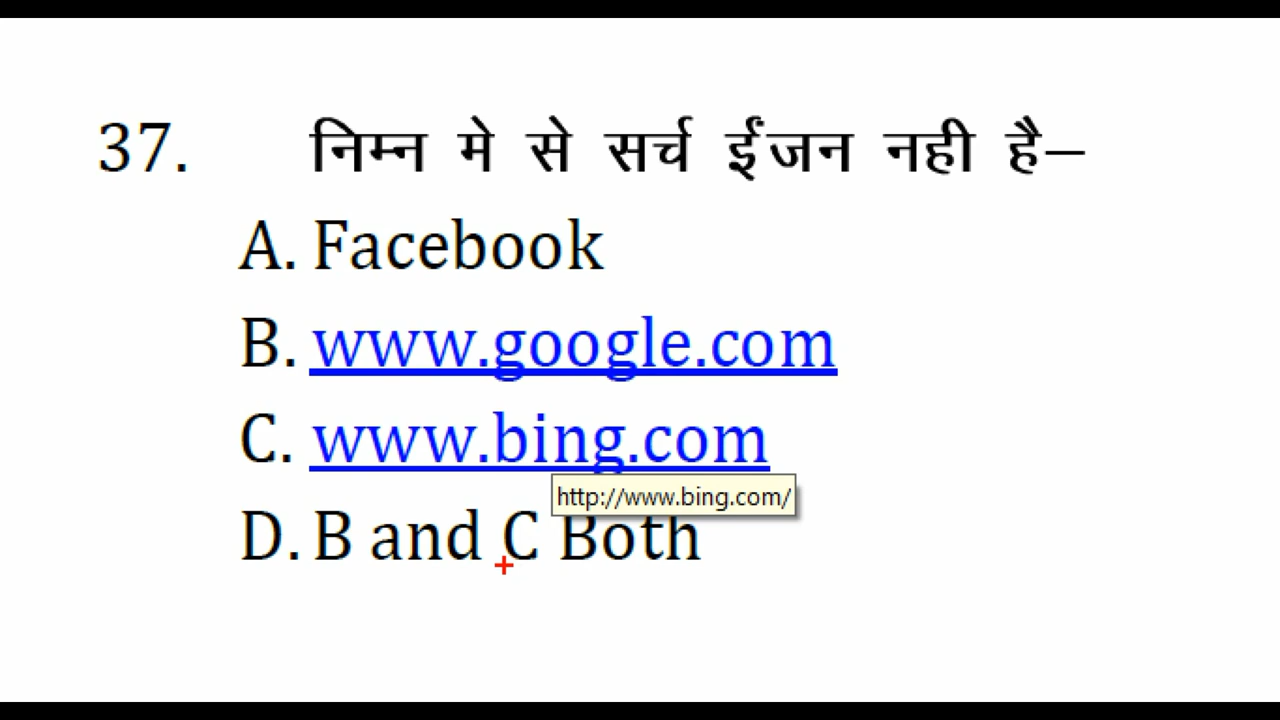 37. निम्न मे से सर्च ईंजन नही है–
A. Facebook
B. www.google.com
C. www.bing.com
http://www.bing.com/
D. B and C Both